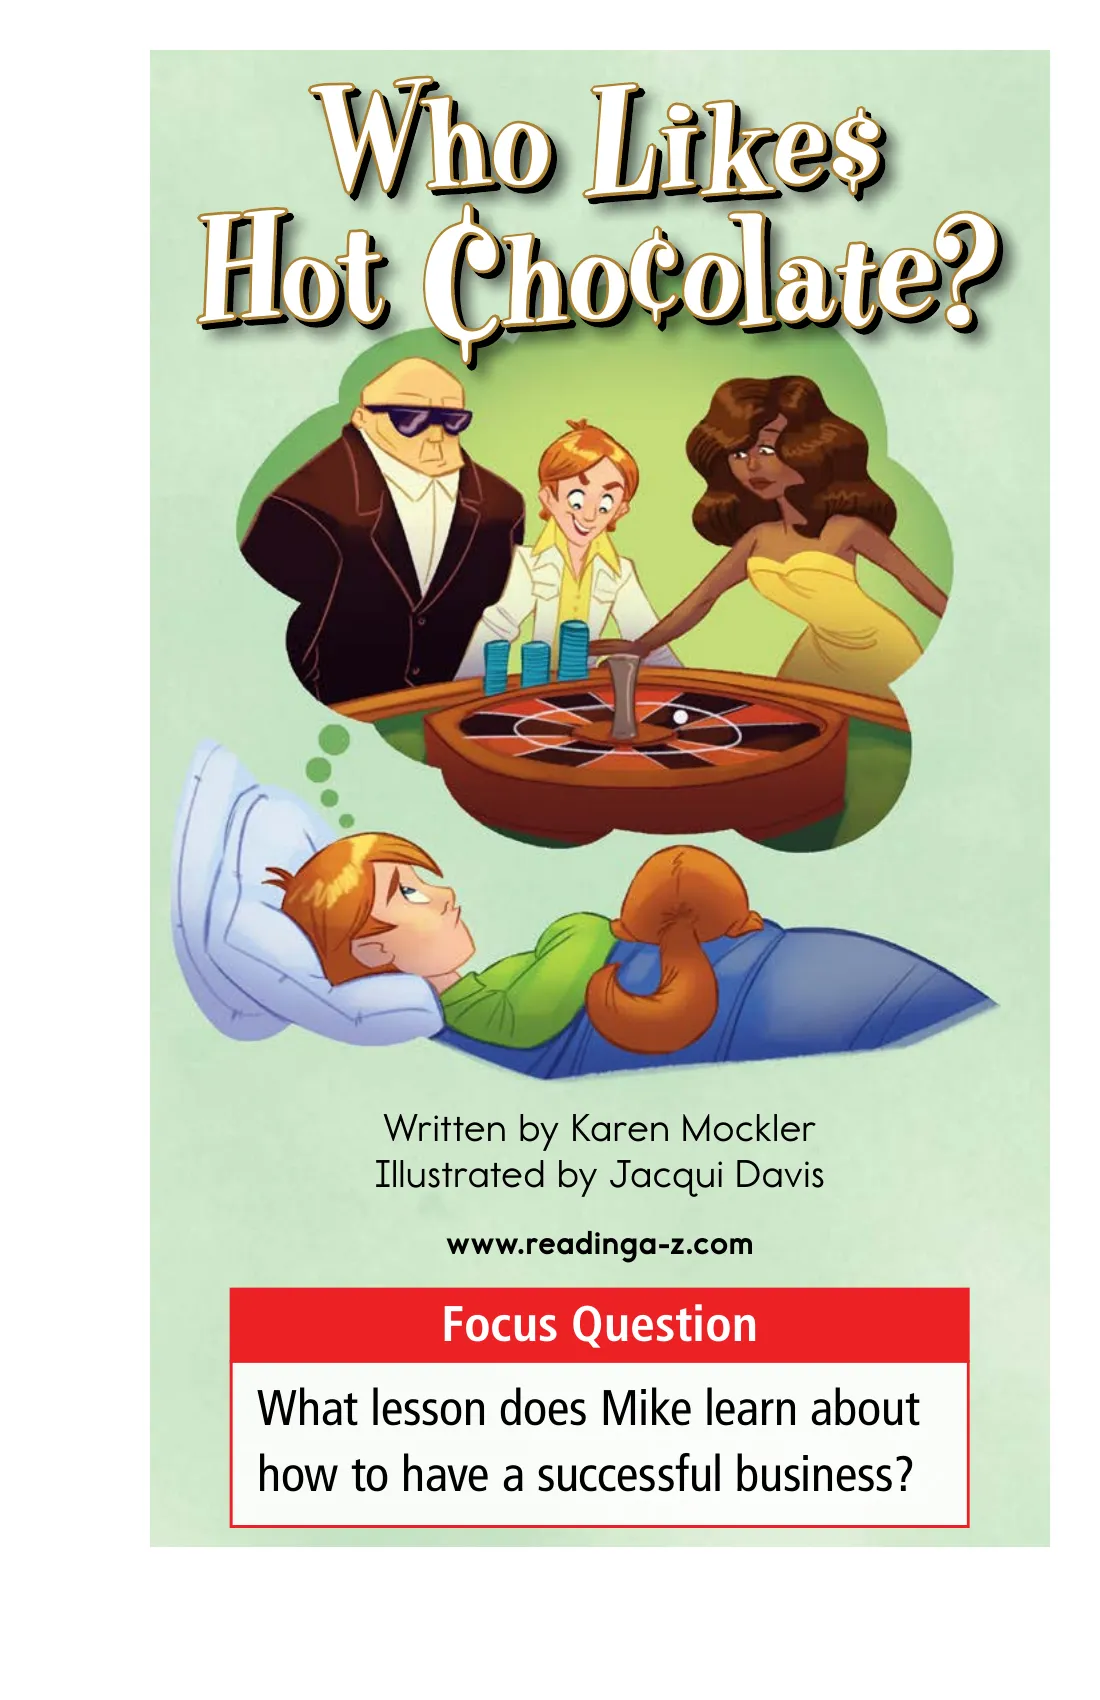 Who Like$
Hot ¢ho¢olate?
Written by Karen Mockler
Illustrated by Jacqui Davis
www.readinga-z.com
Focus Question
What lesson does Mike learn about
how to have a successful business?